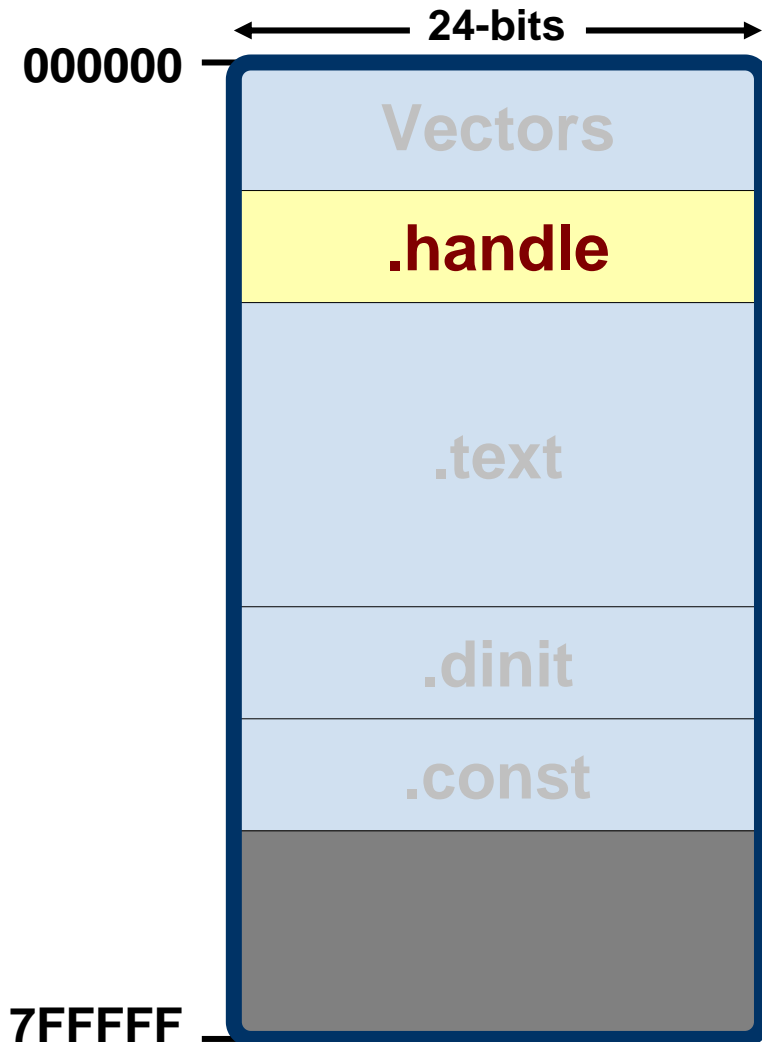 24-bits
000000
Vectors
.handle
.text
.dinit
.const
7FFFFF